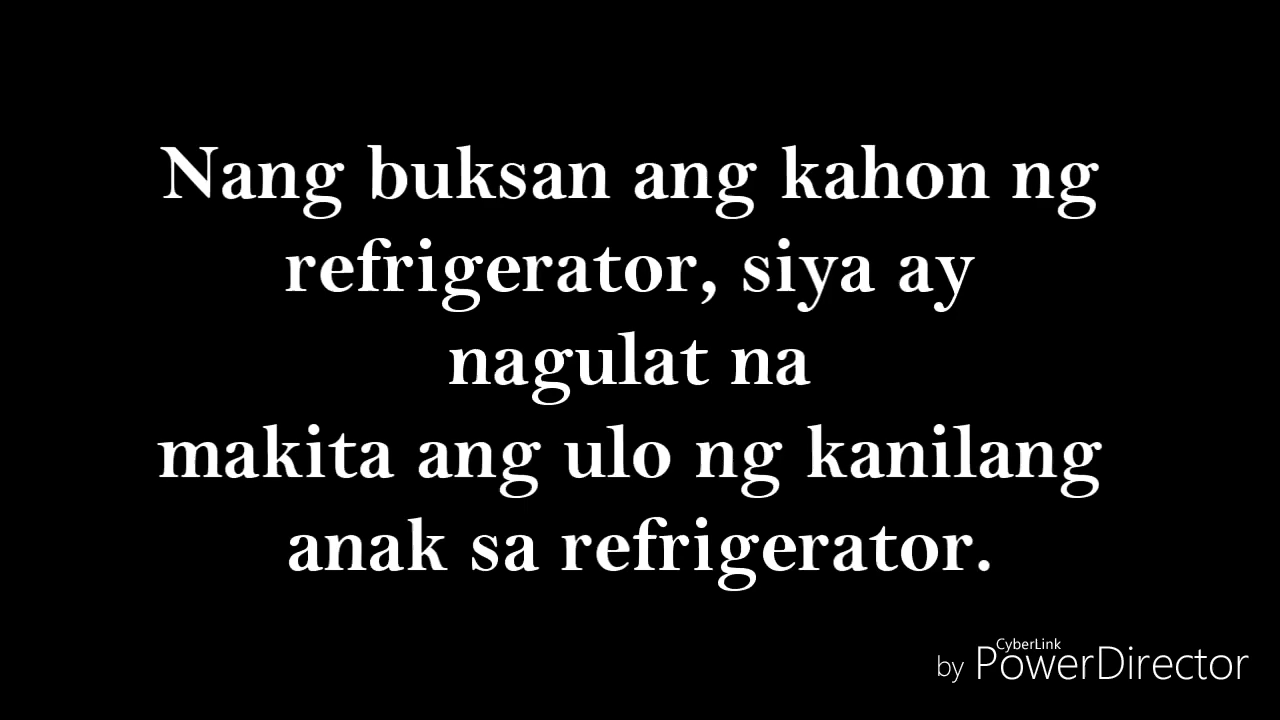 Nang buksan ang kahon ng
refrigerator, siya ay
nagulat na
makita ang ulo ng kanilang
anak sa refrigerator.
CyberLink
by PowerDirector